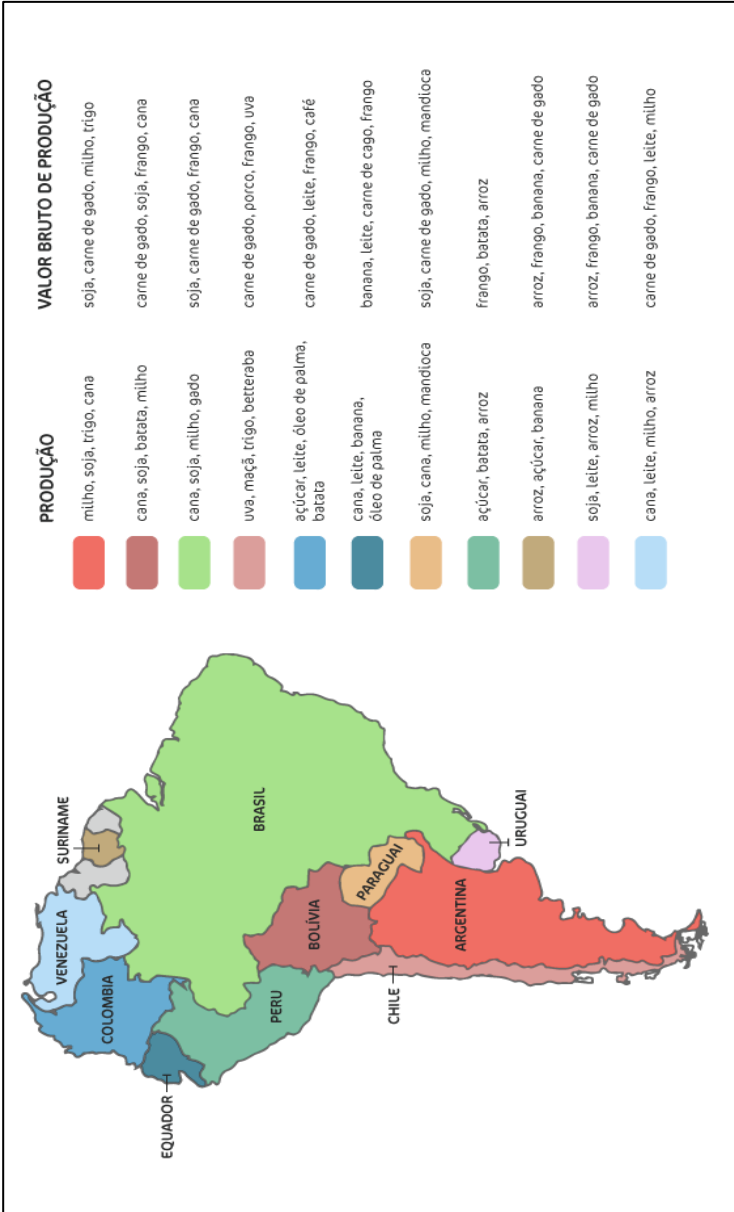 SURINAME
VENEZUELA
COLOMBIA
EQUADOR
BRASIL
PERU
BOLÍVIA
PARAGUAI
CHILE
ARGENTINA
URUGUAI
PRODUÇÃO
VALOR BRUTO DE PRODUÇÃO
milho, soja, trigo, cana
soja, carne de gado, milho, trigo
cana, soja, batata, milho
carne de gado, soja, frango, cana
cana, soja, milho, gado
soja, carne de gado, frango, cana
uva, maçã, trigo, betteraba
carne de gado, porco, frango, uva
açúcar, leite, óleo de palma,
batata
carne de gado, leite, frango, café
cana, leite, banana,
óleo de palma
banana, leite, carne de cago, frango
soja, cana, milho, mandioca
soja, carne de gado, milho, mandioca
açúcar, batata, arroz
frango, batata, arroz
arroz, açúcar, banana
arroz, frango, banana, carne de gado
soja, leite, arroz, milho
arroz, frango, banana, carne de gado
cana, leite, milho, arroz
carne de gado, frango, leite, milho